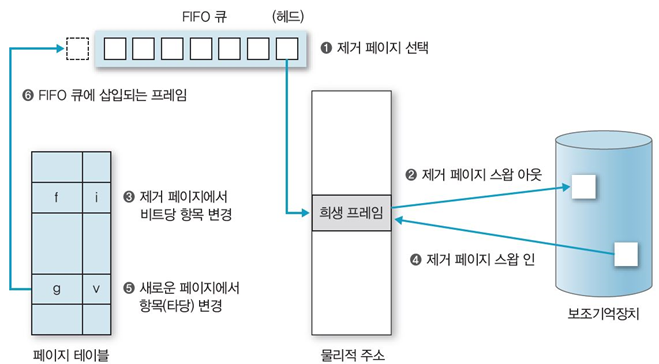 FIFO 큐
(헤드)
❶ 제거 페이지 선택
❻ FIFO 큐에 삽입되는 프레임
❷ 제거 페이지 스왑 아웃
f
i
❸ 제거 페이지에서
비트당 항목 변경
희생 프레임
❹ 제거 페이지 스왑 인
g
v
❺ 새로운 페이지에서
항목(타당) 변경
보조기억장치
페이지 테이블
물리적 주소